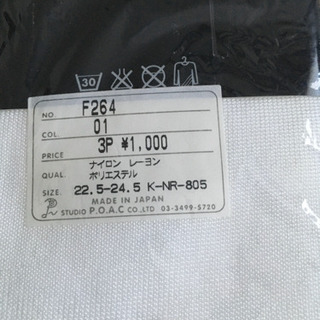 30
2
NO. F264
COL. 01
PRICE 3P ¥1,000
QUAL. ナイロン レーヨン
ポリエステル
SIZE. 22.5-24.5 K-NR-805
MADE IN JAPAN
STUDIO P.O.A.C CO.,LTD 03-3499-5720